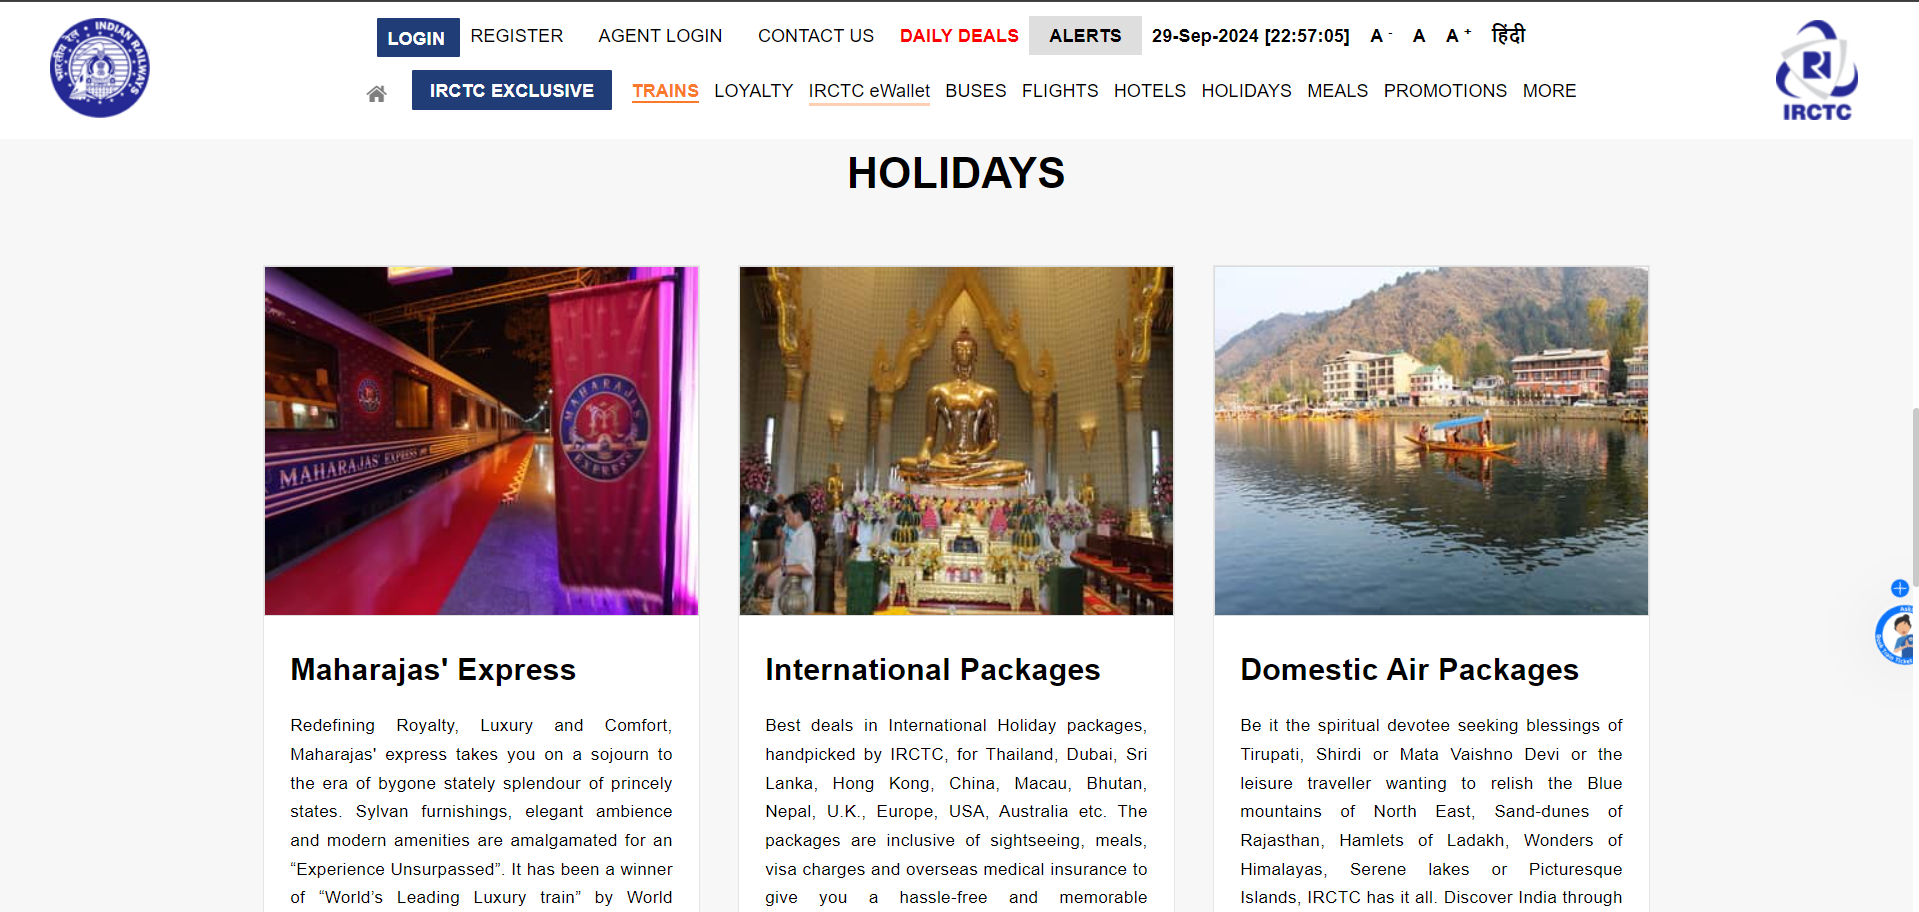 LOGIN REGISTER AGENT LOGIN CONTACT US DAILY DEALS ALERTS 29-Sep-2024 [22:57:05] A - A A + हिंदी
IRCTC EXCLUSIVE TRAINS LOYALTY IRCTC eWallet BUSES FLIGHTS HOTELS HOLIDAYS MEALS PROMOTIONS MORE
INDIAN RAILWAYS
भारतीय रेल
IRCTC
HOLIDAYS
MAHARAJAS' EXPRESS
MAHARAJAS
EXPRESS
Maharajas' Express
Redefining Royalty, Luxury and Comfort,
Maharajas' express takes you on a sojourn to
the era of bygone stately splendour of princely
states. Sylvan furnishings, elegant ambience
and modern amenities are amalgamated for an
“Experience Unsurpassed”. It has been a winner
of “World’s Leading Luxury train” by World
International Packages
Best deals in International Holiday packages,
handpicked by IRCTC, for Thailand, Dubai, Sri
Lanka, Hong Kong, China, Macau, Bhutan,
Nepal, U.K., Europe, USA, Australia etc. The
packages are inclusive of sightseeing, meals,
visa charges and overseas medical insurance to
give you a hassle-free and memorable
Domestic Air Packages
Be it the spiritual devotee seeking blessings of
Tirupati, Shirdi or Mata Vaishno Devi or the
leisure traveller wanting to relish the Blue
mountains of North East, Sand-dunes of
Rajasthan, Hamlets of Ladakh, Wonders of
Himalayas, Serene lakes or Picturesque
Islands, IRCTC has it all. Discover India through